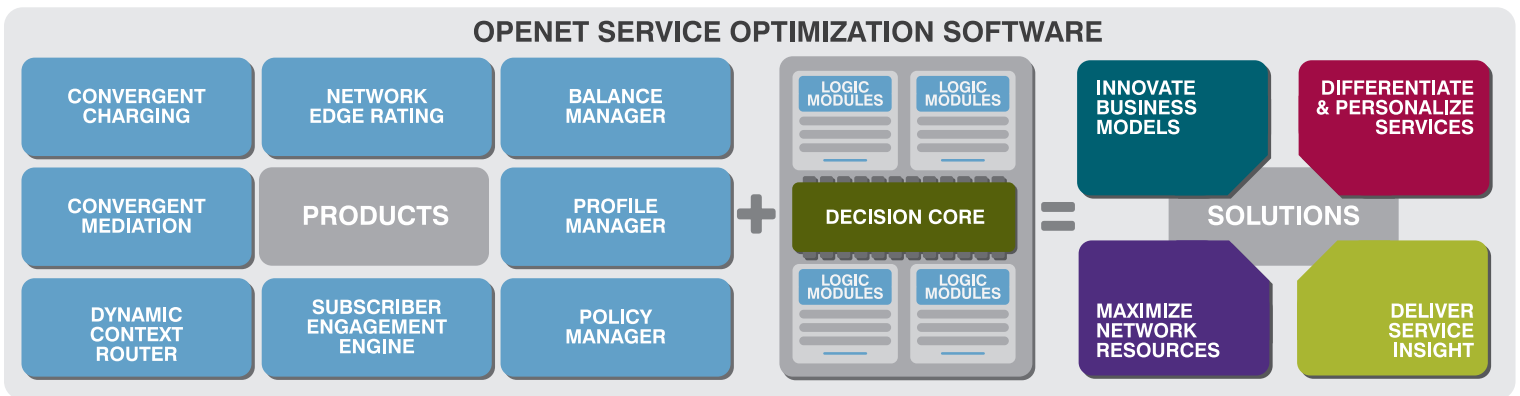 OPENET SERVICE OPTIMIZATION SOFTWARE
CONVERGENT
CHARGING
NETWORK
EDGE RATING
BALANCE
MANAGER
CONVERGENT
MEDIATION
PRODUCTS
PROFILE
MANAGER
DYNAMIC
CONTEXT
ROUTER
SUBSCRIBER
ENGAGEMENT
ENGINE
POLICY
MANAGER
+
LOGIC
MODULES
LOGIC
MODULES
DECISION CORE
LOGIC
MODULES
LOGIC
MODULES
=
INNOVATE
BUSINESS
MODELS
DIFFERENTIATE
& PERSONALIZE
SERVICES
SOLUTIONS
MAXIMIZE
NETWORK
RESOURCES
DELIVER
SERVICE
INSIGHT